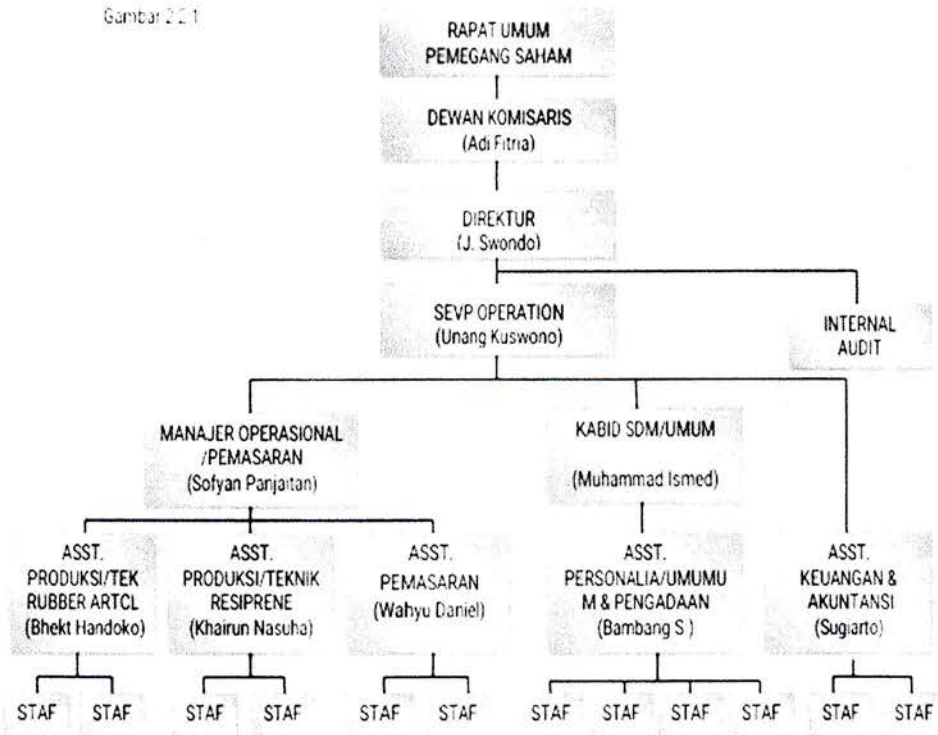 Gambar 2.2.1
RAPAT UMUM
PEMEGANG SAHAM
DEWAN KOMISARIS
(Adi Fitria)
DIREKTUR
(J. Swondo)
SEVP OPERATION
(Unang Kuswono)
INTERNAL
AUDIT
MANAJER OPERASIONAL
/PEMASARAN
(Sofyan Panjaitan)
KABID SDM/UMUM
(Muhammad Ismed)
ASST.
PRODUKSI/TEK
RUBBER ARTCL
(Bhekt Handoko)
ASST.
PRODUKSI/TEKNIK
RESIPRENE
(Khairun Nasuha)
ASST.
PEMASARAN
(Wahyu Daniel)
ASST.
PERSONALIA/UMUMU
M & PENGADAAN
(Bambang S )
ASST.
KEUANGAN &
AKUNTANSI
(Sugiarto)
STAF STAF STAF STAF STAF STAF STAF STAF STAF STAF